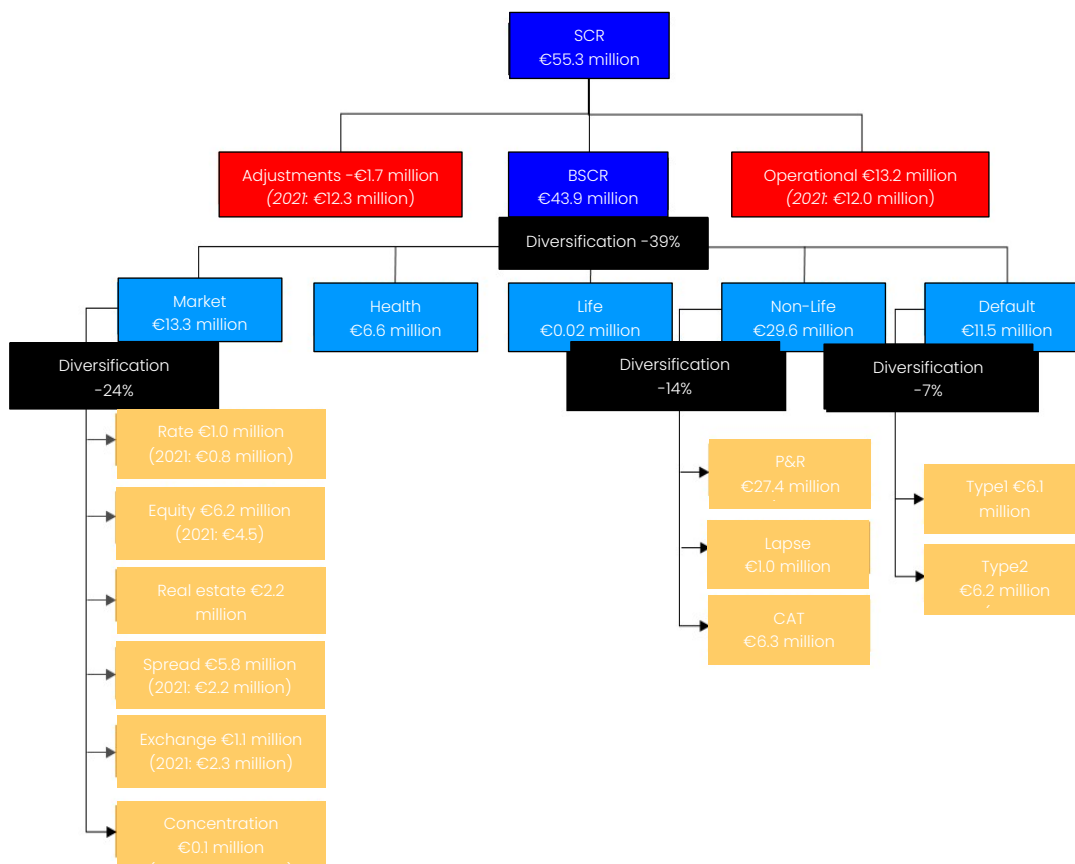 SCR
€55.3 million
Adjustments -€1.7 million
(2021: €12.3 million)
BSCR
€43.9 million
Operational €13.2 million
(2021: €12.0 million)
Diversification -39%
Market
€13.3 million
Health
€6.6 million
Life
€0.02 million
Non-Life
€29.6 million
Default
€11.5 million
Diversification
-24%
Diversification
-14%
Diversification
-7%
Rate €1.0 million
(2021: €0.8 million)
Equity €6.2 million
(2021: €4.5)
Real estate €2.2
million
Spread €5.8 million
(2021: €2.2 million)
Exchange €1.1 million
(2021: €2.3 million)
Concentration
€0.1 million
P&R
€27.4 million
Lapse
€1.0 million
CAT
€6.3 million
Type1 €6.1
million
Type2
€6.2 million